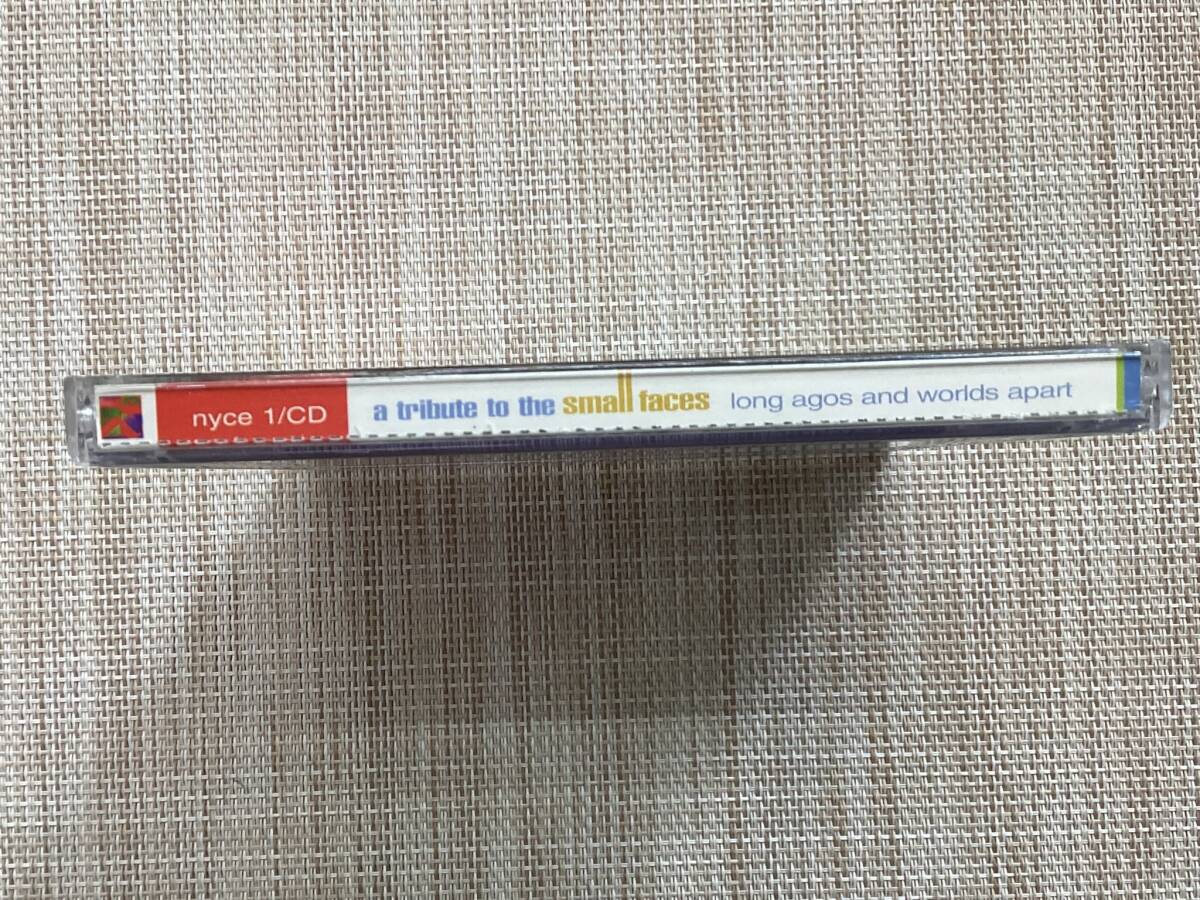 nyce 1/CD a tribute to the small faces long agos and worlds apart